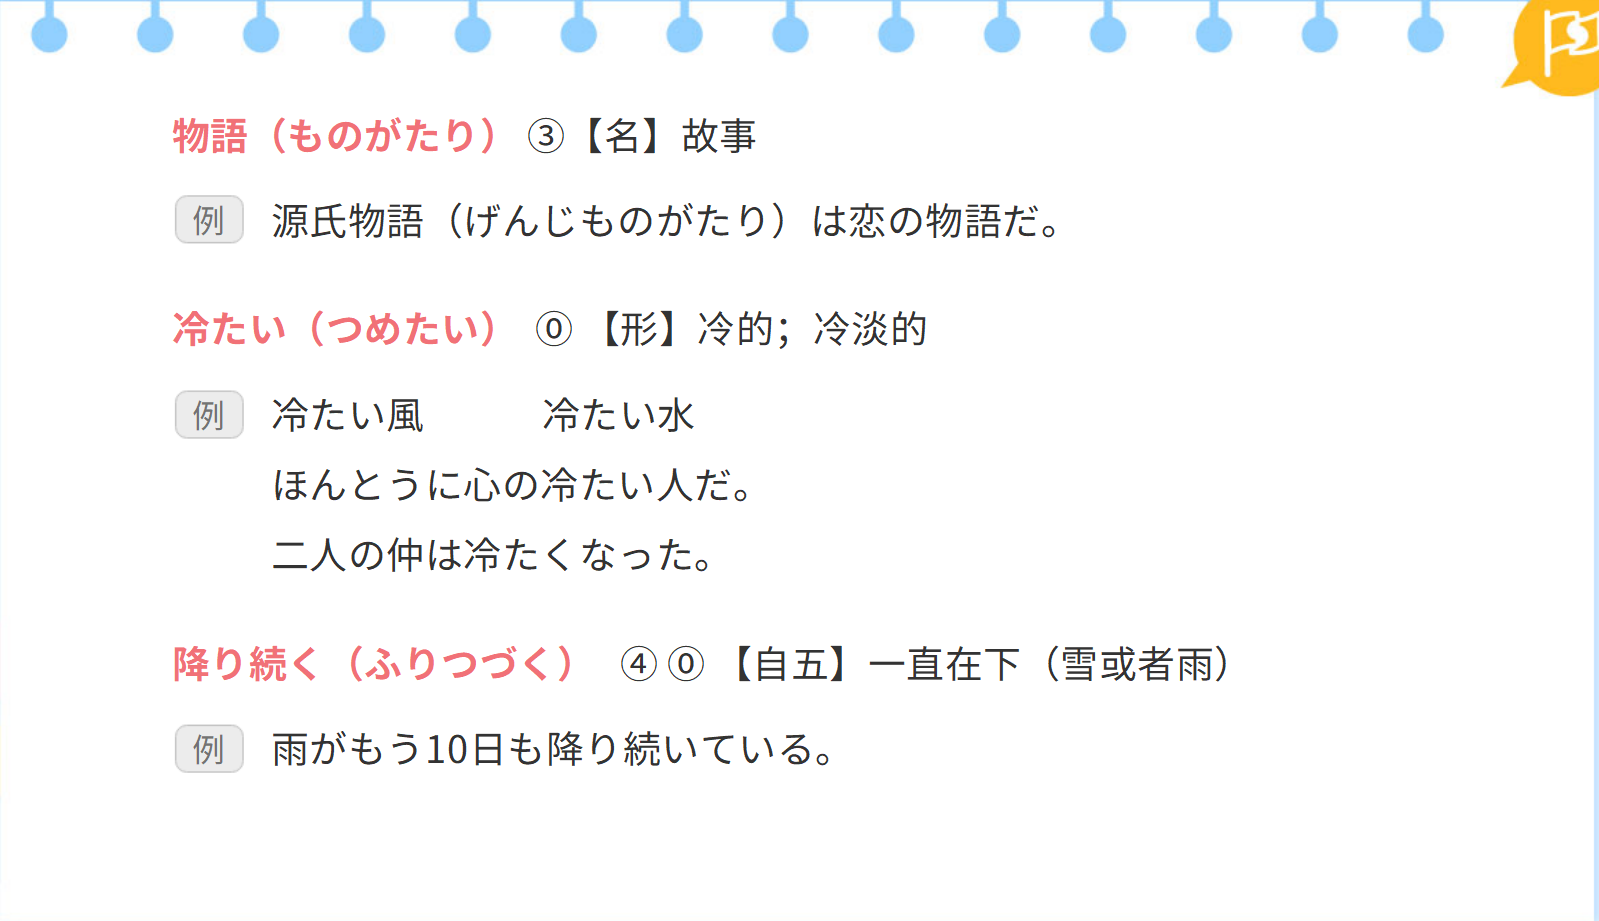 物語（ものがたり） ③【名】故事
例 源氏物語（げんじものがたり）は恋の物語だ。
冷たい（つめたい） ⓪ 【形】冷的；冷淡的
例 冷たい風 冷たい水
ほんとうに心の冷たい人だ。
二人の仲は冷たくなった。
降り続く（ふりつづく） ④ ⓪ 【自五】一直在下（雪或者雨）
例 雨がもう10日も降り続いている。